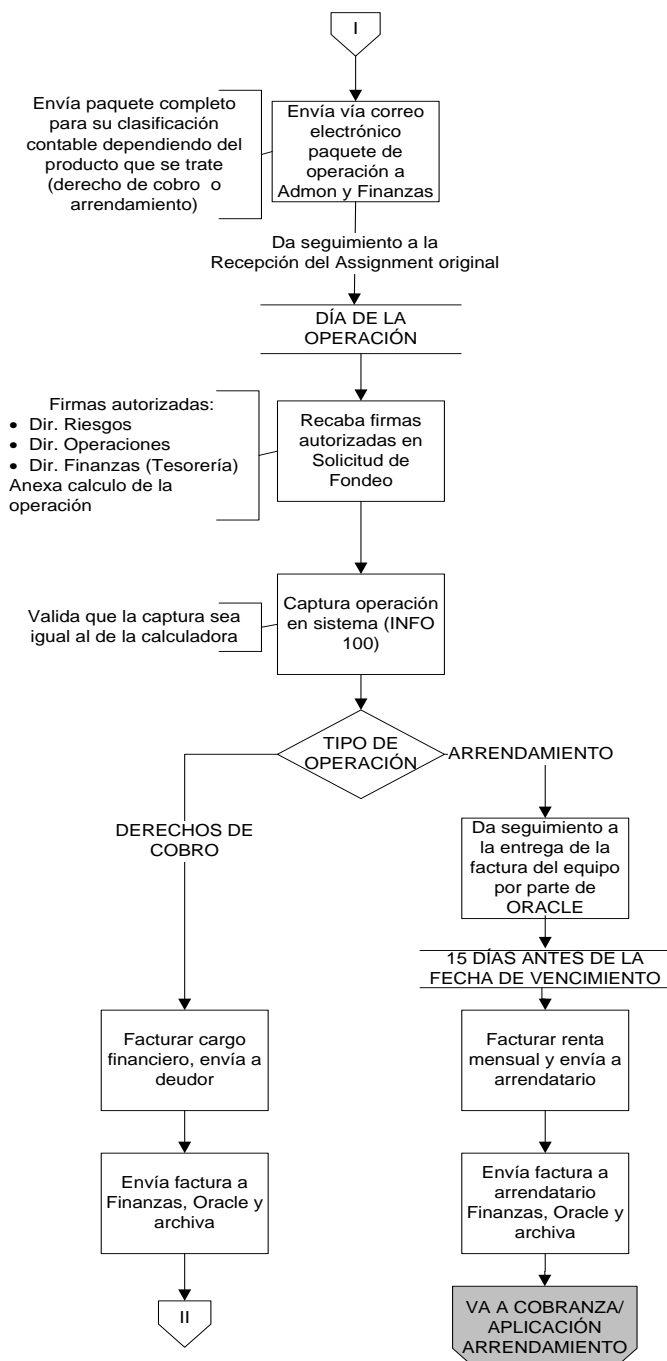 I
Envía paquete completo
para su clasificación
contable dependiendo del
producto que se trate
(derecho de cobro o
arrendamiento)
Envía vía correo
electrónico
paquete de
operación a
Admon y Finanzas
Da seguimiento a la
Recepción del Assignment original
DÍA DE LA
OPERACIÓN
Firmas autorizadas:
• Dir. Riesgos
• Dir. Operaciones
• Dir. Finanzas (Tesorería)
Anexa calculo de la
operación
Recaba firmas
autorizadas en
Solicitud de
Fondeo
Valida que la captura sea
igual al de la calculadora
Captura operación
en sistema (INFO
100)
TIPO DE
OPERACIÓN
ARRENDAMIENTO
DERECHOS DE
COBRO
Da seguimiento a
la entrega de la
factura del equipo
por parte de
ORACLE
15 DÍAS ANTES DE LA
FECHA DE VENCIMIENTO
Facturar cargo
financiero, envía a
deudor
Facturar renta
mensual y envía a
arrendatario
Envía factura a
Finanzas, Oracle y
archiva
Envía factura a
arrendatario
Finanzas, Oracle y
archiva
II
VA A COBRANZA/
APLICACIÓN
ARRENDAMIENTO